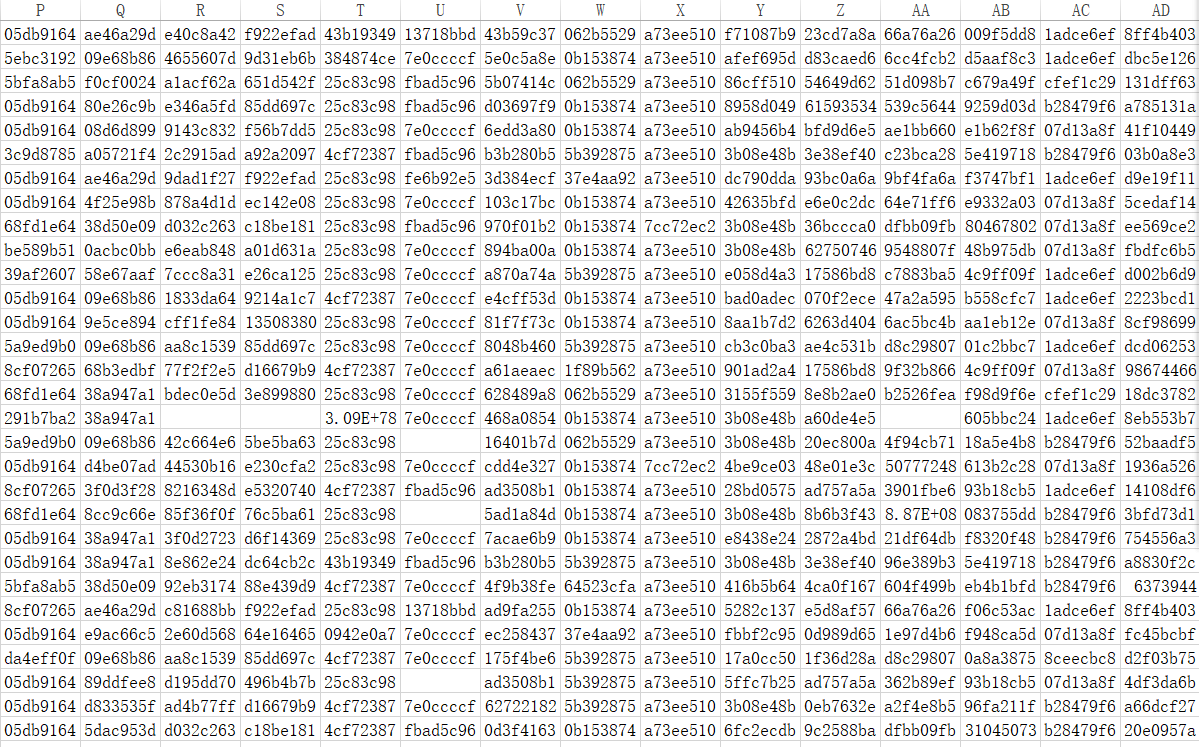 P Q R S T U V W X Y Z AA AB AC AD
05db9164 ae46a29d e40c8a42 f922efad 43b19349 13718bbd 43b59c37 062b5529 a73ee510 f71087b9 23cd7a8a 66a76a26 009f5dd8 1adce6ef 8ff4b403
5ebc3192 09e68b86 4655607d 9d31eb6b 384874ce 7e0ccccf 5e0c5a8e 0b153874 a73ee510 afef695d d83caed6 6cc4fcb2 d5aaf8c3 1adce6ef dbc5e126
5bfa8ab5 f0cf0024 a1acf62a 651d542f 25c83c98 fbad5c96 5b07414c 062b5529 a73ee510 86cff510 54649d62 51d098b7 c679a49f cfef1c29 131dff63
05db9164 80e26c9b e346a5fd 85dd697c 25c83c98 fbad5c96 d03697f9 0b153874 a73ee510 8958d049 61593534 539c5644 9259d03d b28479f6 a785131a
05db9164 08d6d899 9143c832 f56b7dd5 25c83c98 7e0ccccf 6edd3a80 0b153874 a73ee510 ab9456b4 bfd9d6e5 ae1bb660 e1b62f8f 07d13a8f 41f10449
3c9d8785 a05721f4 2c2915ad a92a2097 4cf72387 fbad5c96 b3b280b5 5b392875 a73ee510 3b08e48b 3e38ef40 c23bca28 5e419718 b28479f6 03b0a8e3
05db9164 ae46a29d 9dad1f27 f922efad 25c83c98 fe6b92e5 3d384ecf 37e4aa92 a73ee510 dc790dda 93bc0a6a 9bf4fa6a f3747bf1 1adce6ef d9e19f11
05db9164 4f25e98b 878a4d1d ec142e08 25c83c98 7e0ccccf 103c17bc 0b153874 a73ee510 42635bfd e6e0c2dc 64e71ff6 e9332a03 07d13a8f 5cedaf14
68fd1e64 38d50e09 d032c263 c18be181 25c83c98 fbad5c96 970f01b2 0b153874 7cc72ec2 3b08e48b 36bccca0 dfbb09fb 80467802 07d13a8f ee569ce2
be589b51 0acbc0bb e6eab848 a01d631a 25c83c98 7e0ccccf 894ba00a 0b153874 a73ee510 3b08e48b 62750746 9548807f 48b975db 07d13a8f fbdfc6b5
39af2607 58e67aaf 7ccc8a31 e26ca125 25c83c98 7e0ccccf a870a74a 5b392875 a73ee510 e058d4a3 17586bd8 c7883ba5 4c9ff09f 1adce6ef d002b6d9
05db9164 09e68b86 1833da64 9214a1c7 4cf72387 7e0ccccf e4cff53d 0b153874 a73ee510 bad0adec 070f2ece 47a2a595 b558cfc7 1adce6ef 2223bcd1
05db9164 9e5ce894 cff1fe84 13508380 25c83c98 7e0ccccf 81f7f73c 0b153874 a73ee510 8aa1b7d2 6263d404 6ac5bc4b aa1eb12e 07d13a8f 8cf98699
5a9ed9b0 09e68b86 aa8c1539 85dd697c 25c83c98 7e0ccccf 8048b460 5b392875 a73ee510 cb3c0ba3 ae4c531b d8c29807 01c2bbc7 1adce6ef dcd06253
8cf07265 68b3edbf 77f2f2e5 d16679b9 4cf72387 7e0ccccf a61aeaec 1f89b562 a73ee510 901ad2a4 17586bd8 9f32b866 4c9ff09f 1adce6ef 98674466
68fd1e64 38a947a1 bdec0e5d 3e899880 25c83c98 7e0ccccf 628489a8 062b5529 a73ee510 3155f559 8e8b2ae0 b2526fea f98d9f6e cfef1c29 18dc3782
291b7ba2 38a947a1 3.09E+78 7e0ccccf 468a0854 0b153874 a73ee510 3b08e48b a60de4e5 605bbc24 1adce6ef 8eb553b7
5a9ed9b0 09e68b86 42c664e6 5be5ba63 25c83c98 16401b7d 062b5529 a73ee510 3b08e48b 20ec800a 4f94cb71 18a5e4b8 b28479f6 52baadf5
05db9164 d4be07ad 44530b16 e230cfa2 25c83c98 7e0ccccf cdd4e327 0b153874 7cc72ec2 4be9ce03 48e01e3c 50777248 613b2c28 07d13a8f 1936a526
8cf07265 3f0d3f28 8216348d e5320740 4cf72387 fbad5c96 ad3508b1 0b153874 a73ee510 28bd0575 ad757a5a 3901fbe6 93b18cb5 1adce6ef 14108df6
68fd1e64 8cc9c66e 85f36f0f 76c5ba61 25c83c98 5ad1a84d 0b153874 a73ee510 3b08e48b 8b6b3f43 8.87E+08 083755dd b28479f6 3bfd73d1
05db9164 38a947a1 3f0d2723 d6f14369 25c83c98 7e0ccccf 7acae6b9 0b153874 a73ee510 e8438e24 2872a4bd 21df64db f8320f48 b28479f6 754556a3
05db9164 38a947a1 8e862e24 dc64cb2c 43b19349 fbad5c96 b3b280b5 5b392875 a73ee510 3b08e48b 3e38ef40 96e389b3 5e419718 b28479f6 a8830f2c
5bfa8ab5 38d50e09 92eb3174 88e439d9 4cf72387 7e0ccccf 4f9b38fe 64523cfa a73ee510 416b5b64 4ca0f167 604f499b eb4b1bfd b28479f6 6373944
8cf07265 ae46a29d c81688bb f922efad 25c83c98 13718bbd ad9fa255 0b153874 a73ee510 5282c137 e5d8af57 66a76a26 f06c53ac 1adce6ef 8ff4b403
05db9164 e9ac66c5 2e60d568 64e16465 0942e0a7 7e0ccccf ec258437 37e4aa92 a73ee510 fbbf2c95 0d989d65 1e97d4b6 f948ca5d 07d13a8f fc45bcbf
da4eff0f 09e68b86 aa8c1539 85dd697c 4cf72387 7e0ccccf 175f4be6 5b392875 a73ee510 17a0cc50 1f36d28a d8c29807 0a8a3875 8ceecbc8 d2f03b75
05db9164 89ddfee8 d195dd70 496b4b7b 25c83c98 ad3508b1 5b392875 a73ee510 5ffc7b25 ad757a5a 362b89ef 93b18cb5 07d13a8f 4df3da6b
05db9164 d833535f ad4b77ff d16679b9 4cf72387 7e0ccccf 62722182 5b392875 a73ee510 3b08e48b 0eb7632e a2f4e8b5 96fa211f b28479f6 a66dcf27
05db9164 5dac953d d032c263 c18be181 4cf72387 fbad5c96 0d3f4163 0b153874 a73ee510 6fc2ecdb 9c2588ba dfbb09fb 31045073 b28479f6 20e0957a